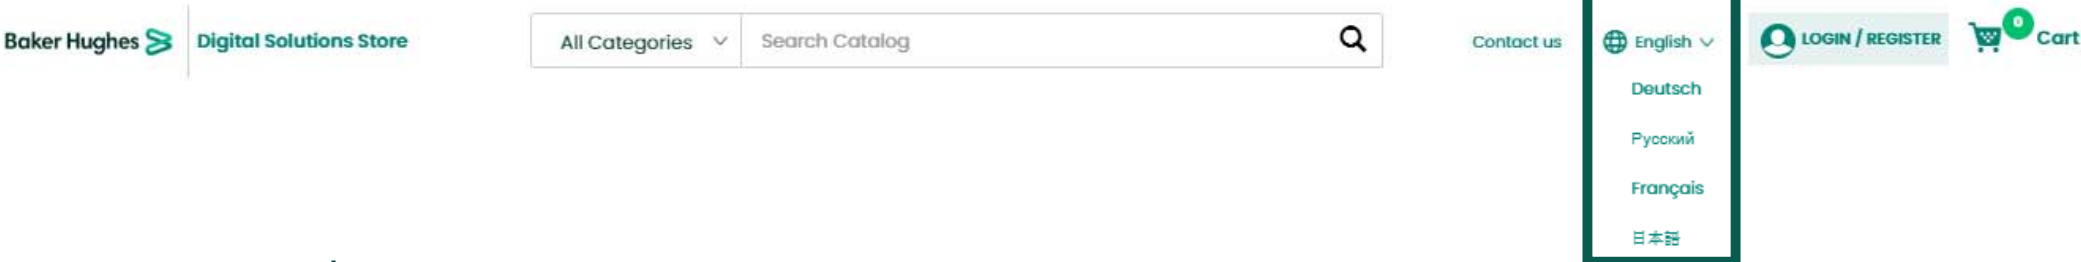 Baker Hughes
Digital Solutions Store
All Categories
Search Catalog
Contact us
English
LOGIN / REGISTER
0
Cart
Deutsch
Русский
Français
日本語